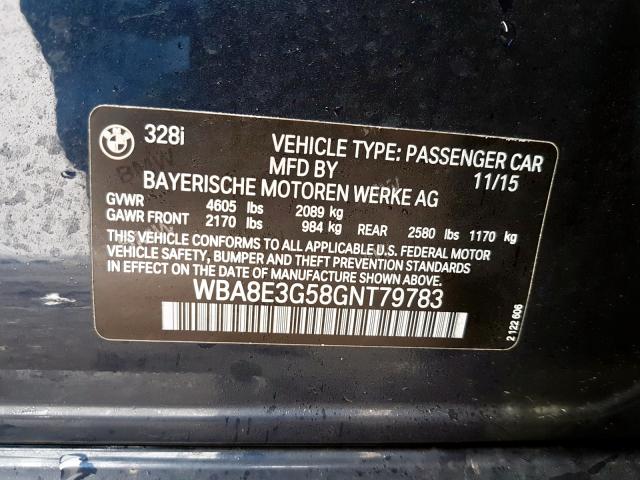 328i
VEHICLE TYPE: PASSENGER CAR
MFD BY 11/15
BAYERISCHE MOTOREN WERKE AG
GVWR 4605 lbs 2089 kg
GAWR FRONT 2170 lbs 984 kg REAR 2580 lbs 1170 kg
THIS VEHICLE CONFORMS TO ALL APPLICABLE U.S. FEDERAL MOTOR
VEHICLE SAFETY, BUMPER AND THEFT PREVENTION STANDARDS
IN EFFECT ON THE DATE OF MANUFACTURE SHOWN ABOVE.
WBA8E3G58GNT79783
2 122 606